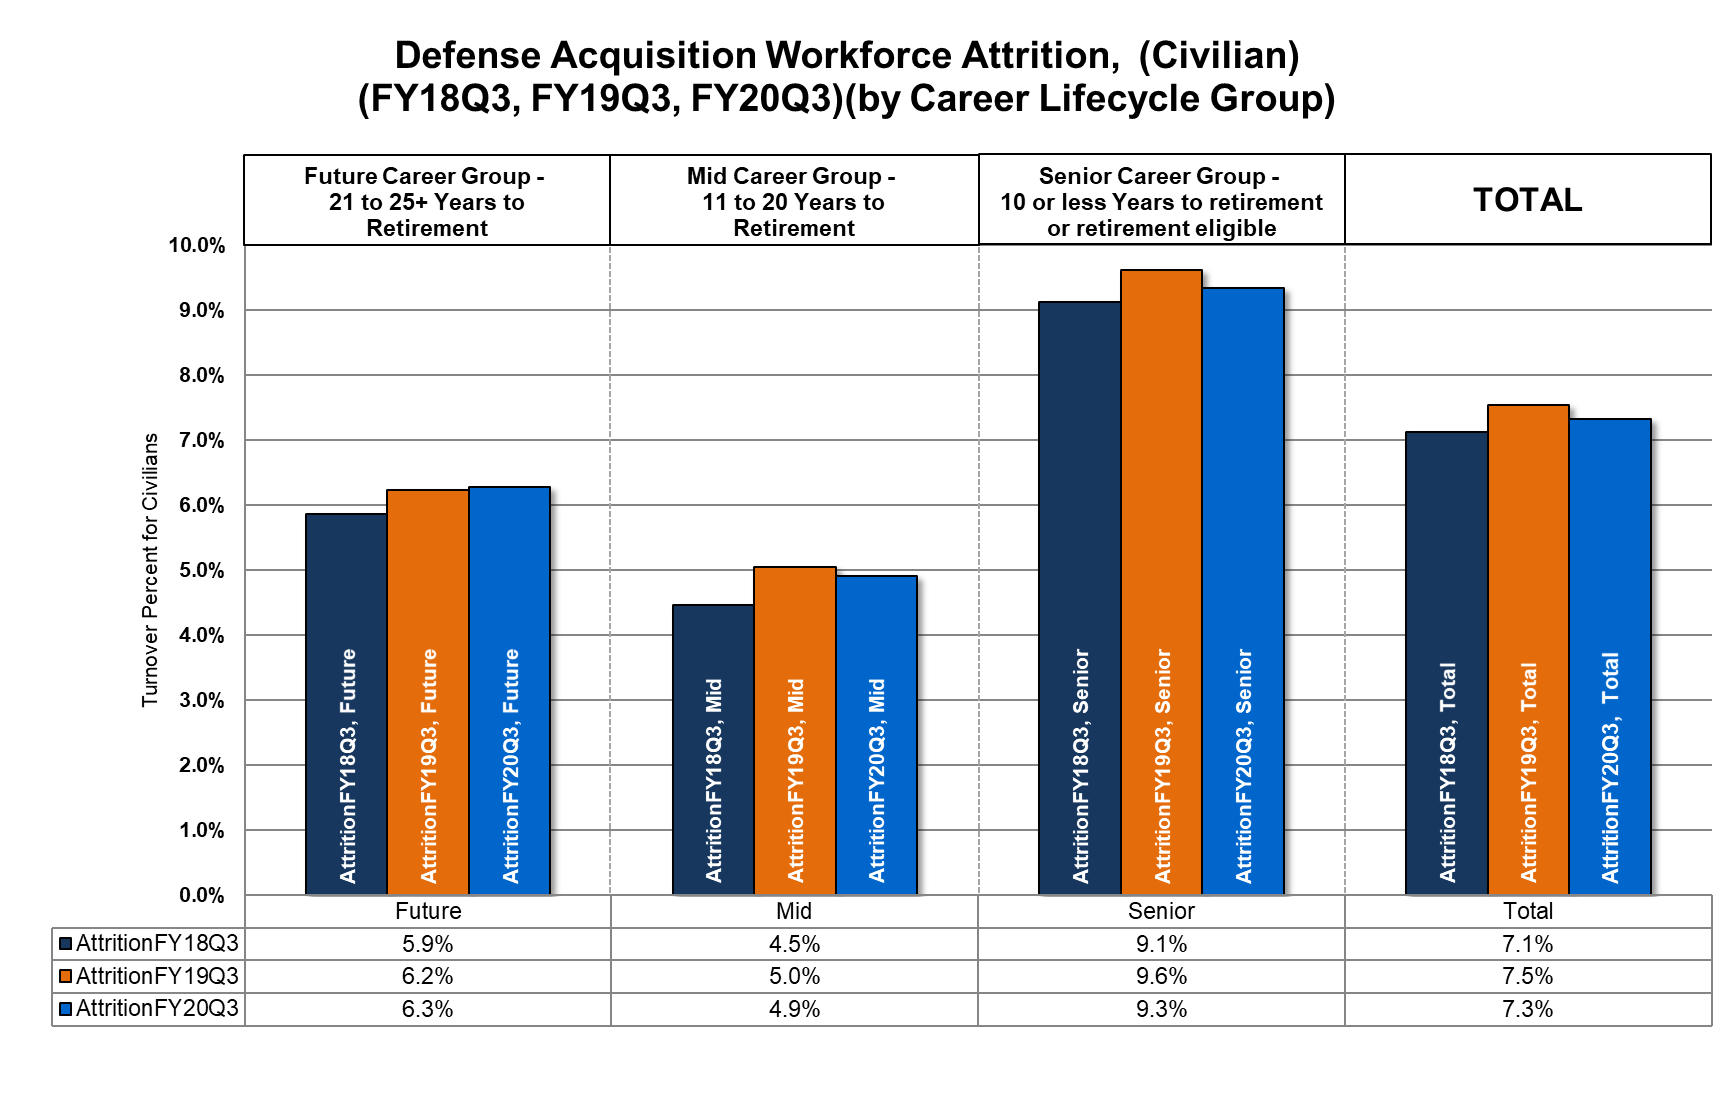 Defense Acquisition Workforce Attrition, (Civilian)
(FY18Q3, FY19Q3, FY20Q3)(by Career Lifecycle Group)
Future Career Group -
21 to 25+ Years to
Retirement
Mid Career Group -
11 to 20 Years to
Retirement
Senior Career Group -
10 or less Years to retirement
or retirement eligible
TOTAL
Turnover Percent for Civilians
10.0%
9.0%
8.0%
7.0%
6.0%
5.0%
4.0%
3.0%
2.0%
1.0%
0.0%
AttritionFY18Q3, Future
AttritionFY19Q3, Future
AttritionFY20Q3, Future
AttritionFY18Q3, Mid
AttritionFY19Q3, Mid
AttritionFY20Q3, Mid
AttritionFY18Q3, Senior
AttritionFY19Q3, Senior
AttritionFY20Q3, Senior
AttritionFY18Q3, Total
AttritionFY19Q3, Total
AttritionFY20Q3, Total
Future Mid Senior Total
AttritionFY18Q3 5.9% 4.5% 9.1% 7.1%
AttritionFY19Q3 6.2% 5.0% 9.6% 7.5%
AttritionFY20Q3 6.3% 4.9% 9.3% 7.3%